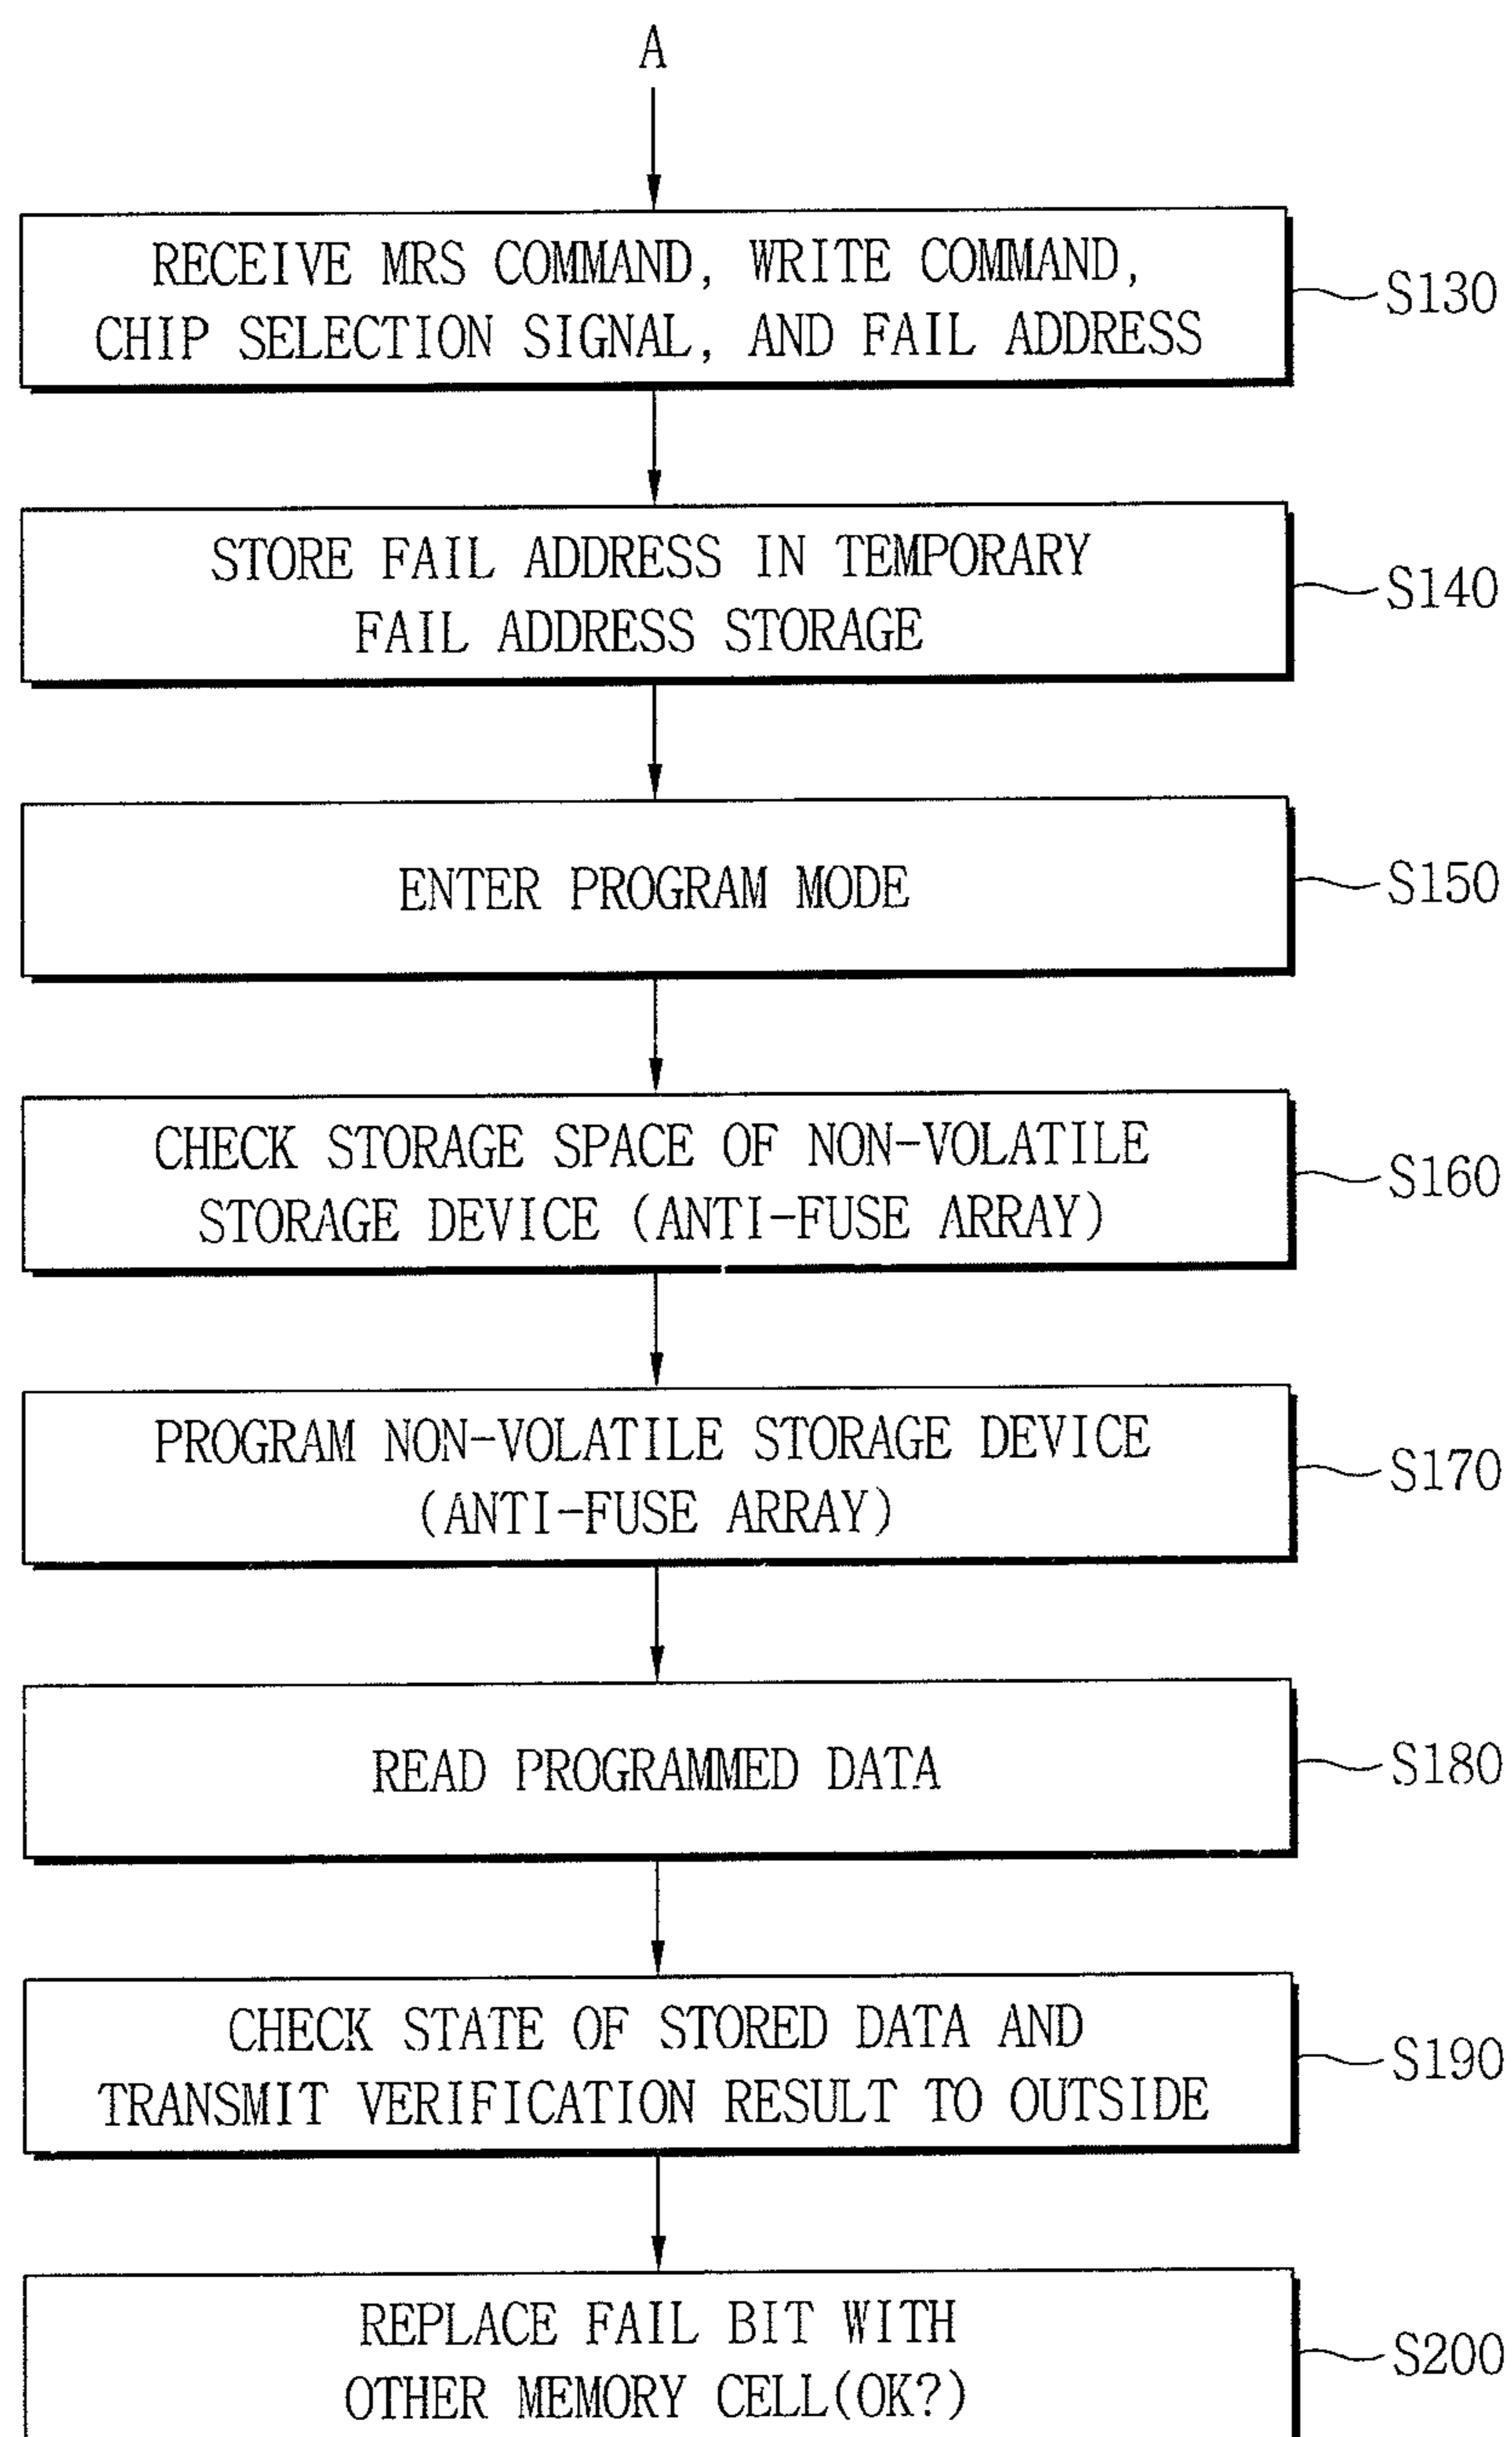 A
RECEIVE MRS COMMAND, WRITE COMMAND,
CHIP SELECTION SIGNAL, AND FAIL ADDRESS
S130
STORE FAIL ADDRESS IN TEMPORARY
FAIL ADDRESS STORAGE
S140
ENTER PROGRAM MODE
S150
CHECK STORAGE SPACE OF NON-VOLATILE
STORAGE DEVICE (ANTI-FUSE ARRAY)
S160
PROGRAM NON-VOLATILE STORAGE DEVICE
(ANTI-FUSE ARRAY)
S170
READ PROGRAMMED DATA
S180
CHECK STATE OF STORED DATA AND
TRANSMIT VERIFICATION RESULT TO OUTSIDE
S190
REPLACE FAIL BIT WITH
OTHER MEMORY CELL(OK?)
S200